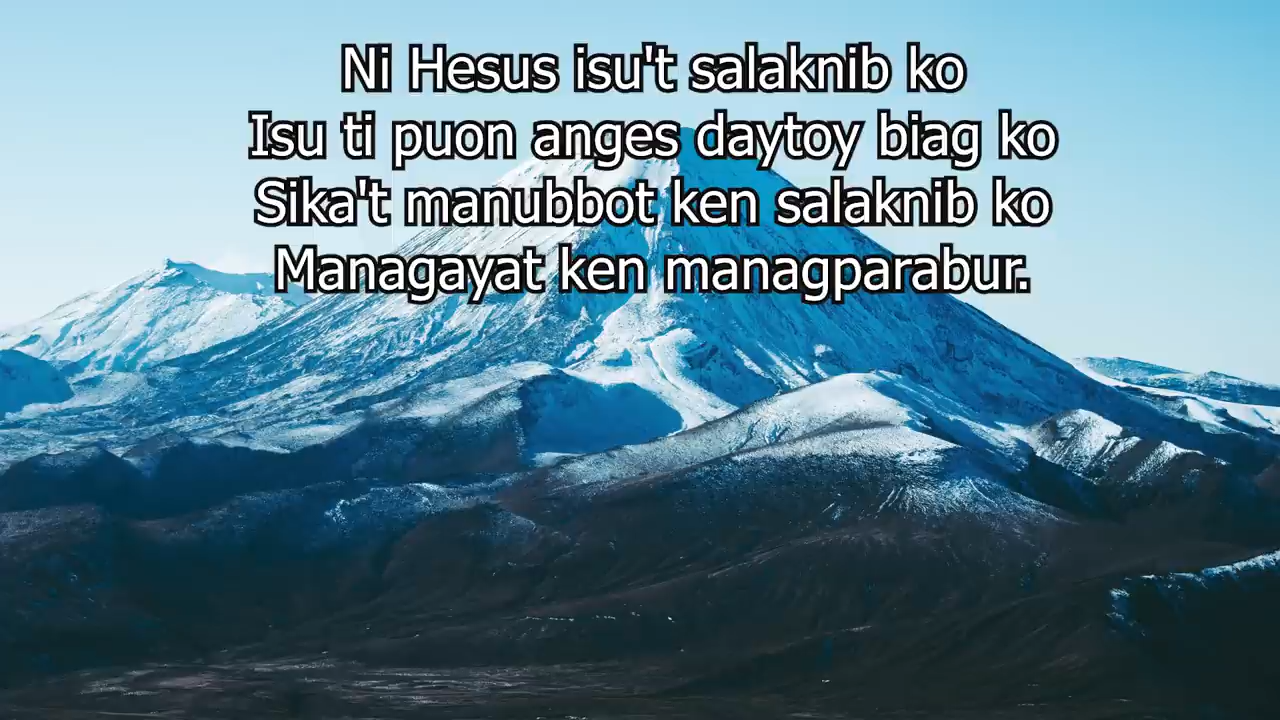 Ni Hesus isu't salaknib ko
Isu ti puon anges daytoy biag ko
Sika't manubbot ken salaknib ko
Managayat ken managparabur.